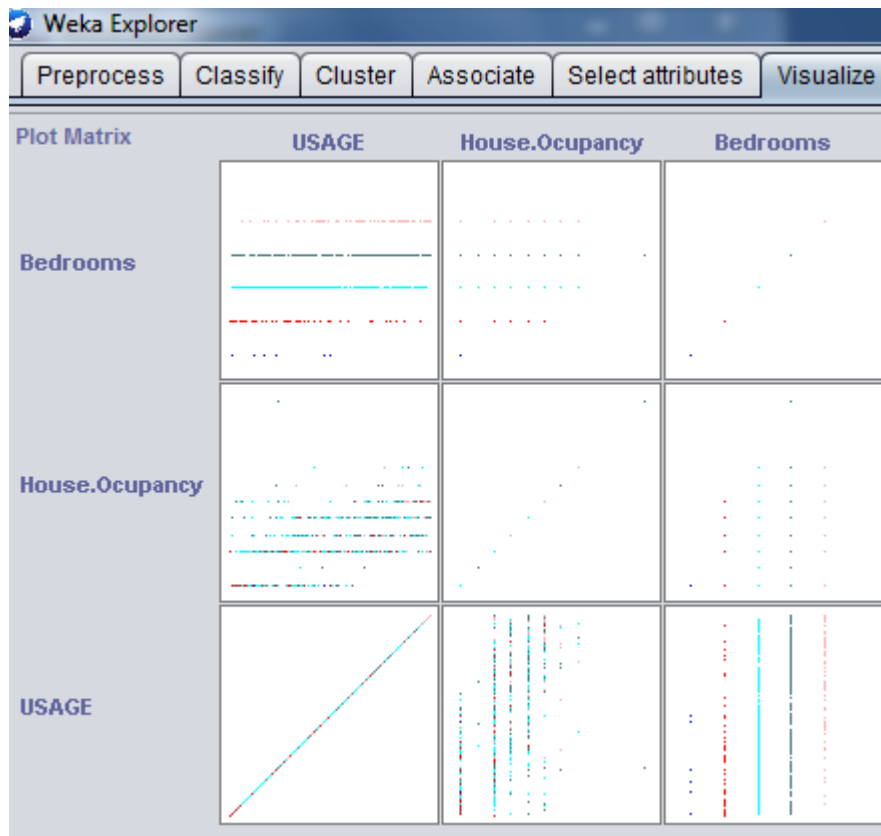 Weka Explorer
Preprocess Classify Cluster Associate Select attributes Visualize
Plot Matrix USAGE House.Ocupancy Bedrooms
Bedrooms
House.Ocupancy
USAGE